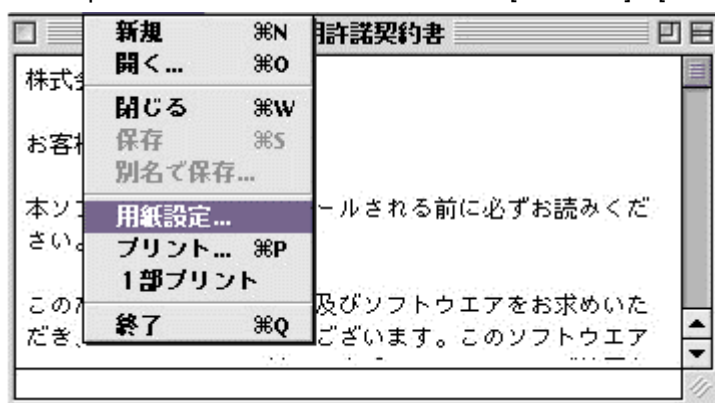 用許諾契約書
新規 ⌘N
開く... ⌘O
閉じる ⌘W
保存 ⌘S
別名で保存...
用紙設定...
プリント... ⌘P
1部プリント
終了 ⌘Q
株式
お客
本ソ ールされる前に必ずお読みくだ
さい。
この 及びソフトウエアをお求めいた
だき、 ございます。このソフトウエア